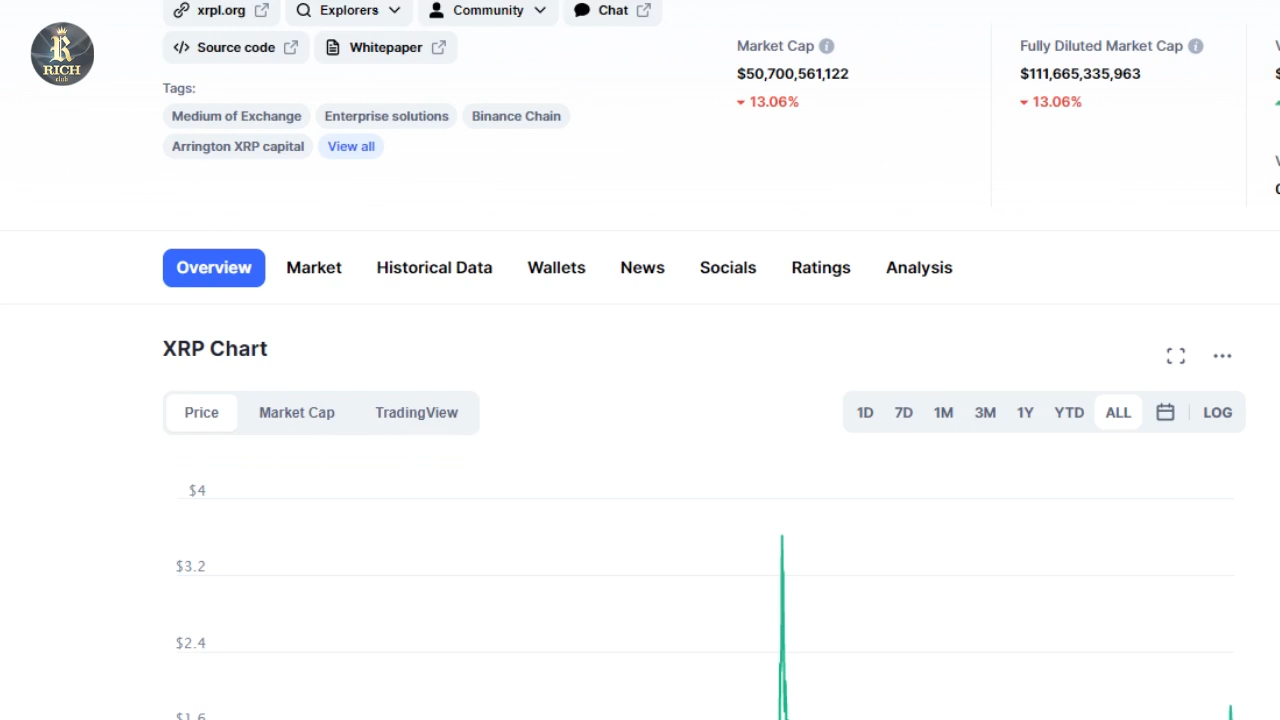 xrpl.org
Explorers
Community
Chat
Source code
Whitepaper
Tags:
Medium of Exchange
Enterprise solutions
Binance Chain
Arrington XRP capital
View all
R
RICH
club
Market Cap
$50,700,561,122
13.06%
Fully Diluted Market Cap
$111,665,335,963
13.06%
Overview
Market
Historical Data
Wallets
News
Socials
Ratings
Analysis
XRP Chart
Price
Market Cap
TradingView
1D
7D
1M
3M
1Y
YTD
ALL
LOG
$4
$3.2
$2.4
$1.6